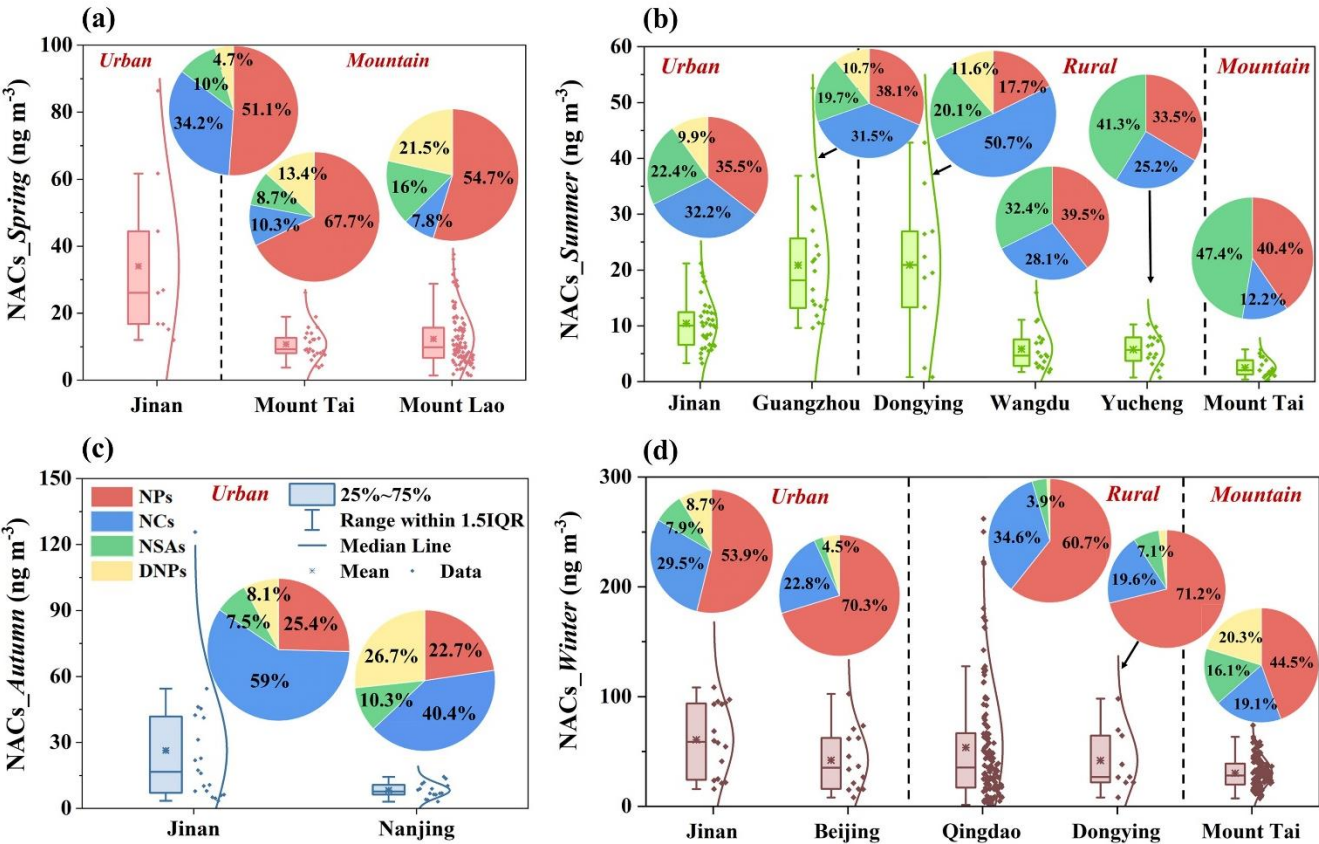 (a)
NACs_Spring (ng m⁻³)
100
80
60
40
20
0
Urban
Mountain
4.7%
10%
34.2%
51.1%
13.4%
8.7%
10.3%
67.7%
21.5%
16%
7.8%
54.7%
Jinan
Mount Tai
Mount Lao
(b)
NACs_Summer (ng m⁻³)
60
50
40
30
20
10
0
Urban
Rural
Mountain
9.9%
22.4%
35.5%
32.2%
10.7%
19.7%
38.1%
31.5%
11.6%
20.1%
17.7%
50.7%
32.4%
39.5%
28.1%
41.3%
33.5%
25.2%
47.4%
40.4%
12.2%
Jinan
Guangzhou
Dongying
Wangdu
Yucheng
Mount Tai
(c)
NACs_Autumn (ng m⁻³)
150
120
90
60
30
0
NPs
NCs
NSAs
DNPs
Urban
25%~75%
Range within 1.5IQR
Median Line
Mean
Data
8.1%
7.5%
25.4%
59%
26.7%
22.7%
10.3%
40.4%
Jinan
Nanjing
(d)
NACs_Winter (ng m⁻³)
300
200
100
0
Urban
Rural
Mountain
8.7%
7.9%
29.5%
53.9%
4.5%
22.8%
70.3%
3.9%
34.6%
60.7%
7.1%
19.6%
71.2%
20.3%
16.1%
44.5%
19.1%
Jinan
Beijing
Qingdao
Dongying
Mount Tai